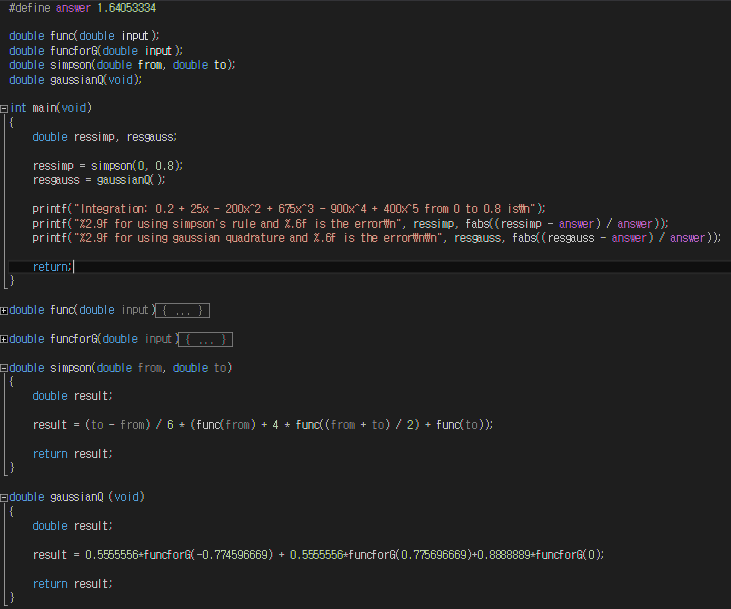 #define answer 1.64053334
double func(double input);
double funcforG(double input);
double simpson(double from, double to);
double gaussianQ(void);
int main(void)
{
double ressimp, resgauss;
ressimp = simpson(0, 0.8);
resgauss = gaussianQ();
printf("Integration: 0.2 + 25x - 200x^2 + 675x^3 - 900x^4 + 400x^5 from 0 to 0.8 is₩n");
printf("%2.9f for using simpson's rule and %.6f is the error₩n", ressimp, fabs((ressimp - answer) / answer));
printf("%2.9f for using gaussian quadrature and %.6f is the error₩n₩n", resgauss, fabs((resgauss - answer) / answer));
return;
}
double func(double input){ ... }
double funcforG(double input){ ... }
double simpson(double from, double to)
{
double result;
result = (to - from) / 6 * (func(from) + 4 * func((from + to) / 2) + func(to));
return result;
}
double gaussianQ (void)
{
double result;
result = 0.5555556*funcforG(-0.774596669) + 0.5555556*funcforG(0.775696669)+0.8888889*funcforG(0);
return result;
}